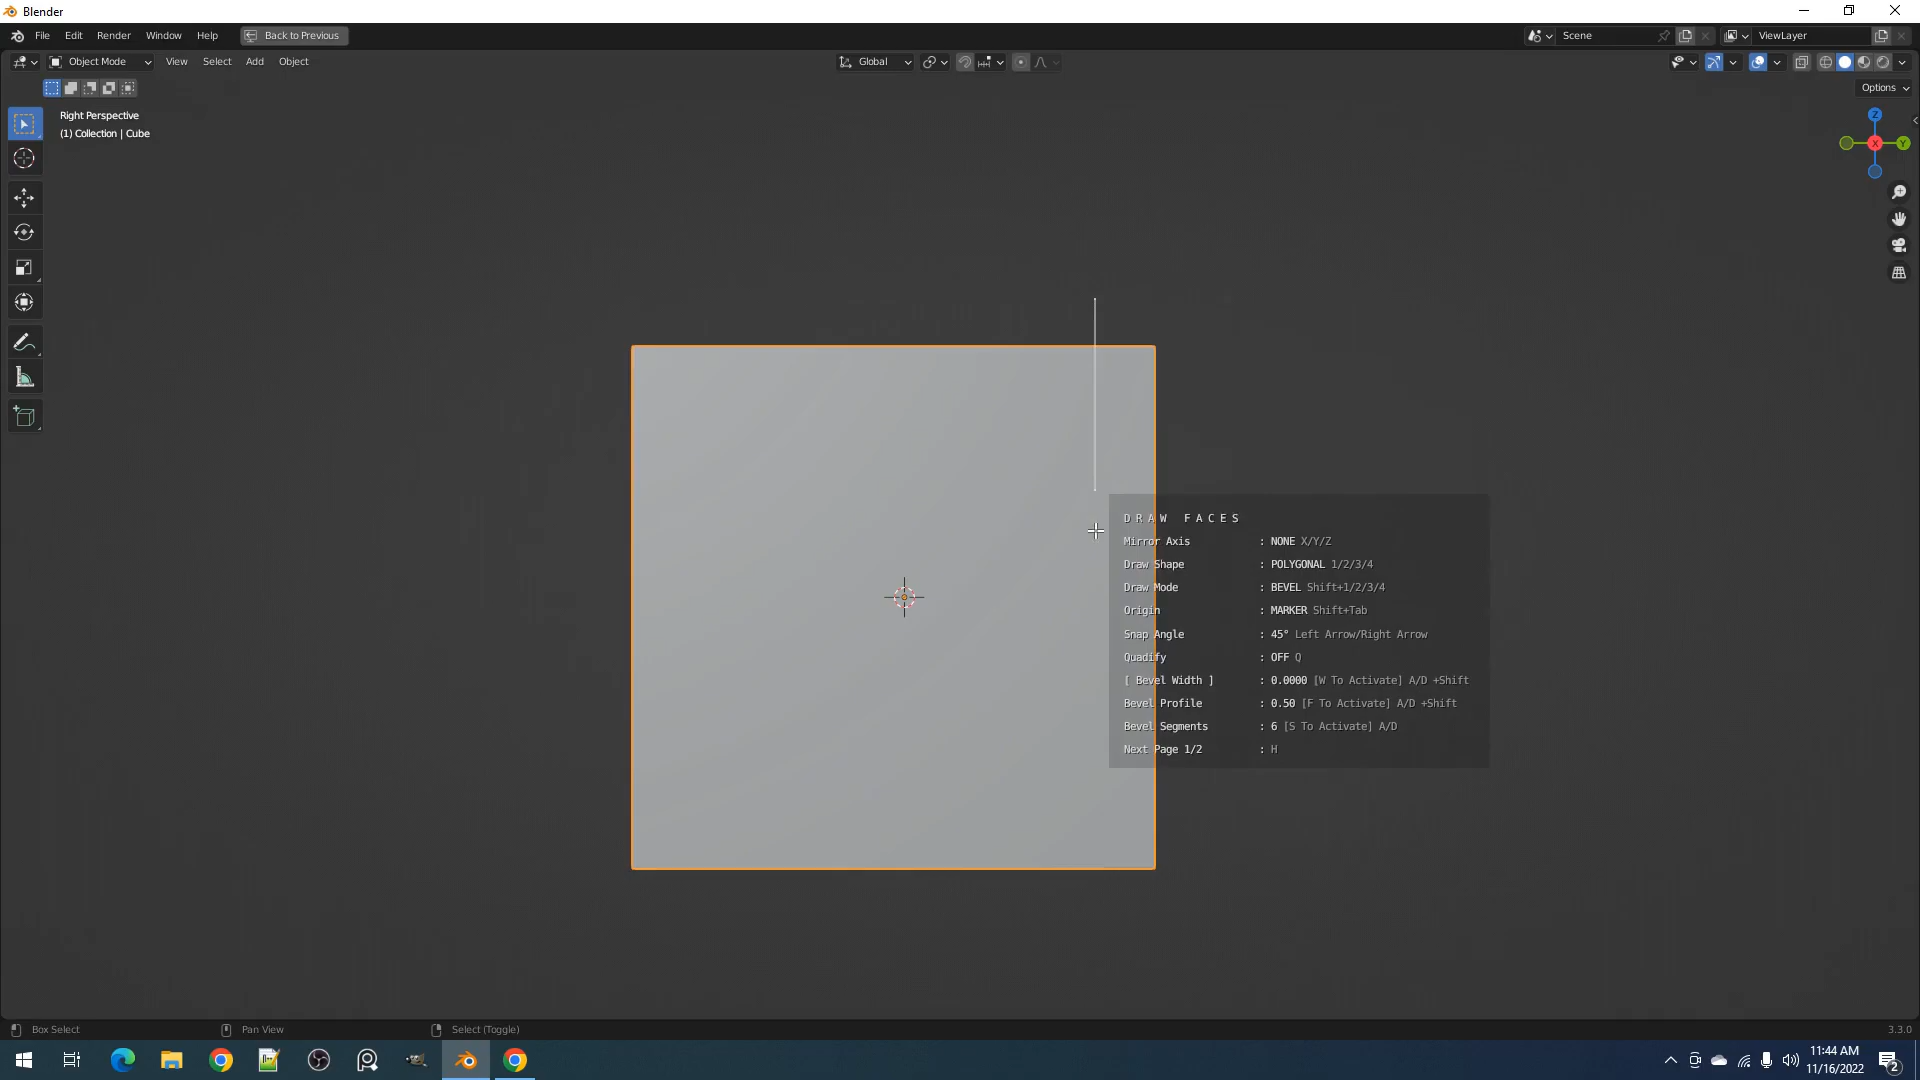 Blender
File Edit Render Window Help Back to Previous Scene ViewLayer
Object Mode View Select Add Object Global
Options
Right Perspective
(1) Collection | Cube
Z
X Y
DRAW FACES
Mirror Axis : NONE X/Y/Z
Draw Shape : POLYGONAL 1/2/3/4
Draw Mode : BEVEL Shift+1/2/3/4
Origin : MARKER Shift+Tab
Snap Angle : 45° Left Arrow/Right Arrow
Quadify : OFF Q
[ Bevel Width ] : 0.0000 [W To Activate] A/D +Shift
Bevel Profile : 0.50 [F To Activate] A/D +Shift
Bevel Segments : 6 [S To Activate] A/D
Next Page 1/2 : H
Box Select Pan View Select (Toggle) 3.3.0
11:44 AM
11/16/2022
2